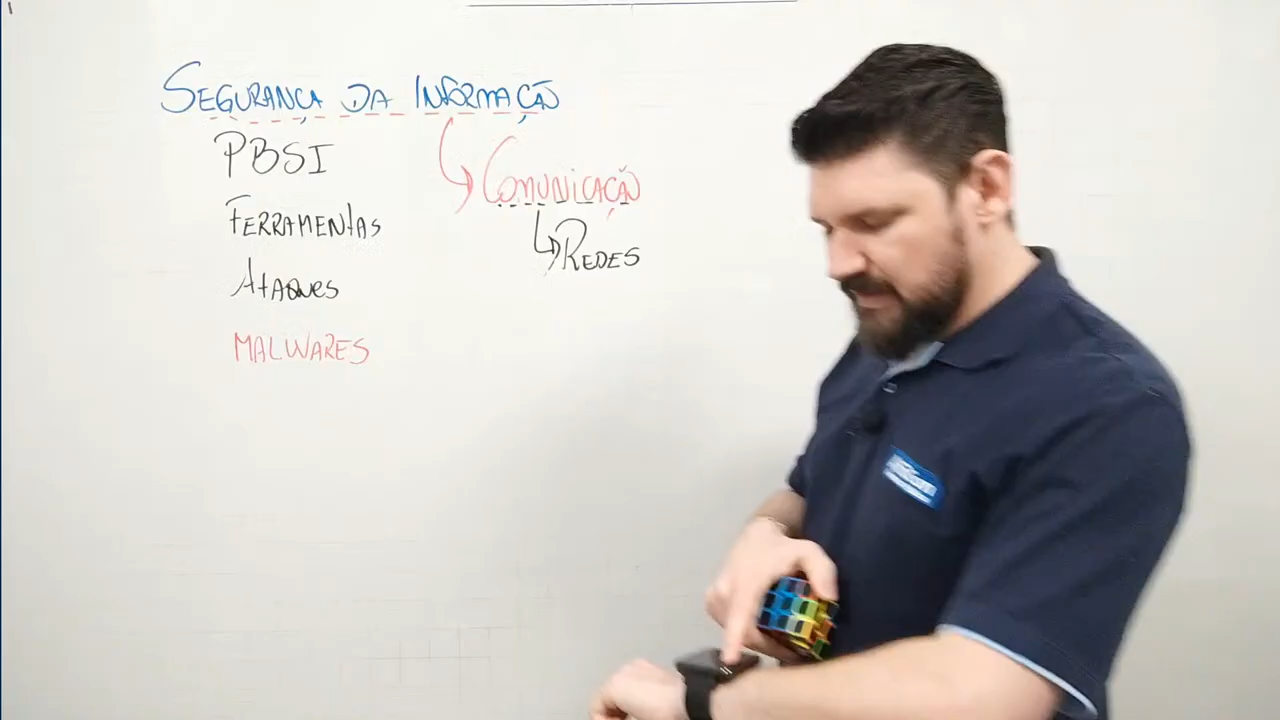 SEGURANÇA DA INFORMAÇÃO
PBSI
COMUNICAÇÃO
FERRAMENTAS
REDES
ATAQUES
MALWARES